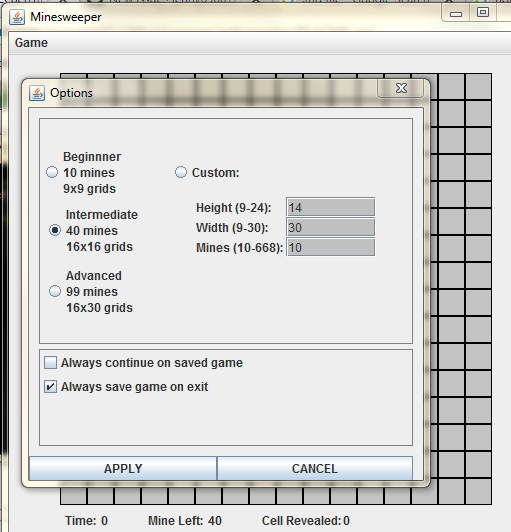 Minesweeper
Game
Options
Beginnner
10 mines
9x9 grids
Custom:
Intermediate
40 mines
16x16 grids
Height (9-24): 14
Width (9-30): 30
Mines (10-668): 10
Advanced
99 mines
16x30 grids
Always continue on saved game
Always save game on exit
APPLY CANCEL
Time: 0 Mine Left: 40 Cell Revealed: 0